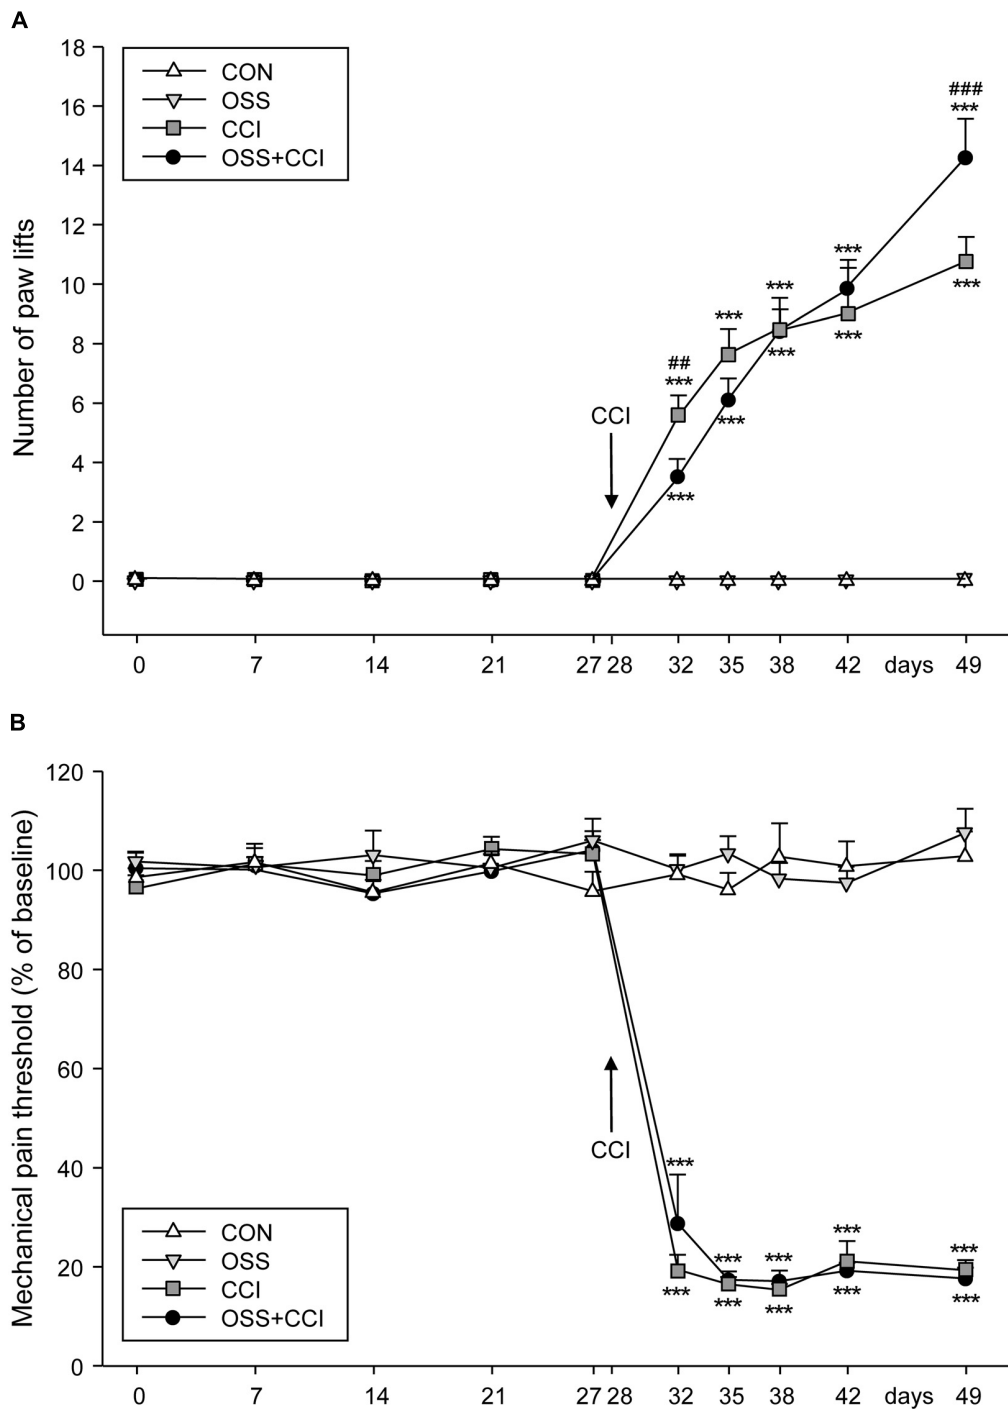 A
Number of paw lifts
18
16
14
12
10
8
6
4
2
0
CON
OSS
CCI
OSS+CCI
CCI
##
***
***
***
***
***
***
***
***
###
***
***
0 7 14 21 27 28 32 35 38 42 days 49
B
Mechanical pain threshold (% of baseline)
120
100
80
60
40
20
0
CCI
***
***
***
***
***
***
***
***
***
***
CON
OSS
CCI
OSS+CCI
0 7 14 21 27 28 32 35 38 42 days 49